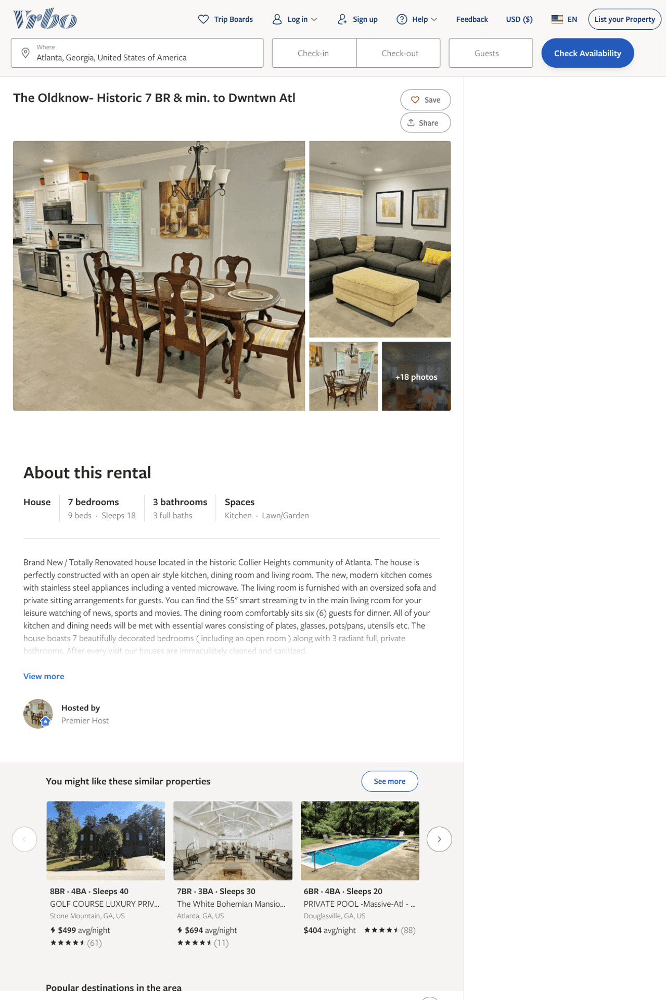 Vrbo
Trip Boards
Log in
Sign up
Help
Feedback
USD ($)
EN
List your Property
Where
Atlanta, Georgia, United States of America
Check-in
Check-out
Guests
Check Availability
The Oldknow- Historic 7 BR & min. to Dwntwn Atl
Save
Share
+18 photos
About this rental
House
7 bedrooms
9 beds · Sleeps 18
3 bathrooms
3 full baths
Spaces
Kitchen · Lawn/Garden
Brand New / Totally Renovated house located in the historic Collier Heights community of Atlanta. The house is
perfectly constructed with an open air style kitchen, dining room and living room. The new, modern kitchen comes
with stainless steel appliances including a vented microwave. The living room is furnished with an oversized sofa and
private sitting arrangements for guests. You can find the 55″ smart streaming tv in the main living room for your
leisure watching of news, sports and movies. The dining room comfortably sits six (6) guests for dinner. All of your
kitchen and dining needs will be met with essential wares consisting of plates, glasses, pots/pans, utensils etc. The
house boasts 7 beautifully decorated bedrooms ( including an open room ) along with 3 radiant full, private
bathrooms. After every visit our houses are immaculately cleaned and sanitized.
View more
Hosted by
Premier Host
You might like these similar properties
See more
8BR · 4BA · Sleeps 40
GOLF COURSE LUXURY PRIV...
Stone Mountain, GA, US
$499 avg/night
(61)
7BR · 3BA · Sleeps 30
The White Bohemian Mansio...
Atlanta, GA, US
$694 avg/night
(11)
6BR · 4BA · Sleeps 20
PRIVATE POOL -Massive-Atl - ...
Douglasville, GA, US
$404 avg/night (88)
Popular destinations in the area